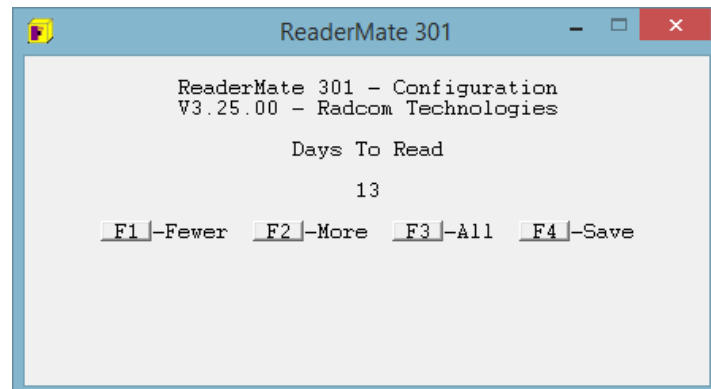 ReaderMate 301
ReaderMate 301 - Configuration
V3.25.00 - Radcom Technologies
Days To Read
13
F1 -Fewer F2 -More F3 -All F4 -Save